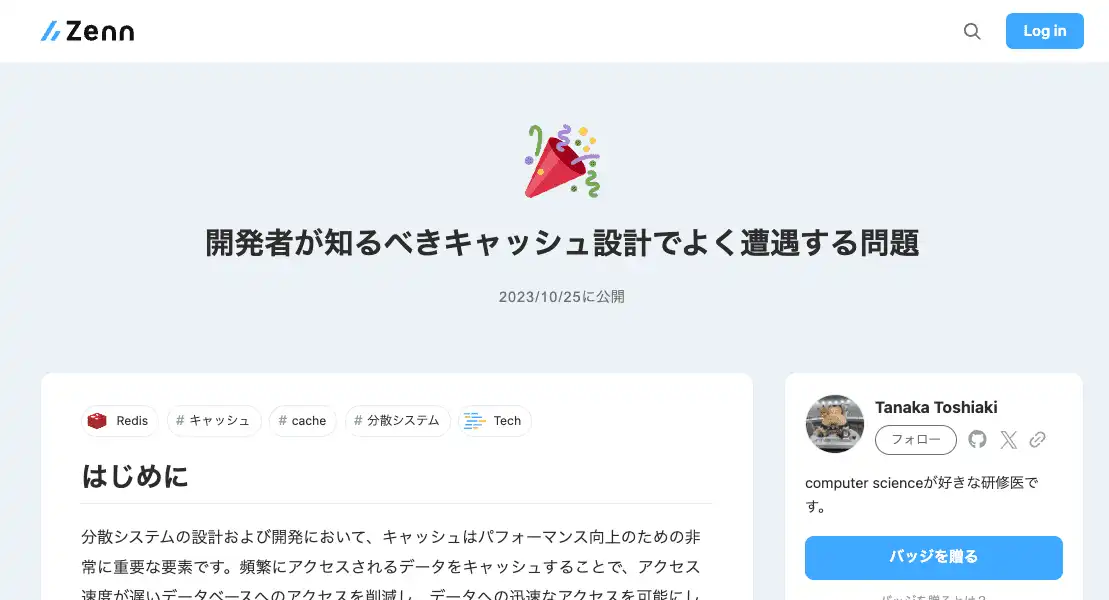 Zenn
Log in
開発者が知るべきキャッシュ設計でよく遭遇する問題
2023/10/25に公開
Redis
# キャッシュ
# cache
# 分散システム
Tech
はじめに
分散システムの設計および開発において、キャッシュはパフォーマンス向上のための非
常に重要な要素です。頻繁にアクセスされるデータをキャッシュすることで、アクセス
速度が遅いデータベースへのアクセスを削減し、データへの迅速なアクセスを可能にし
Tanaka Toshiaki
フォロー
computer scienceが好きな研修医で
す。
バッジを贈る
バッジを贈るとは？